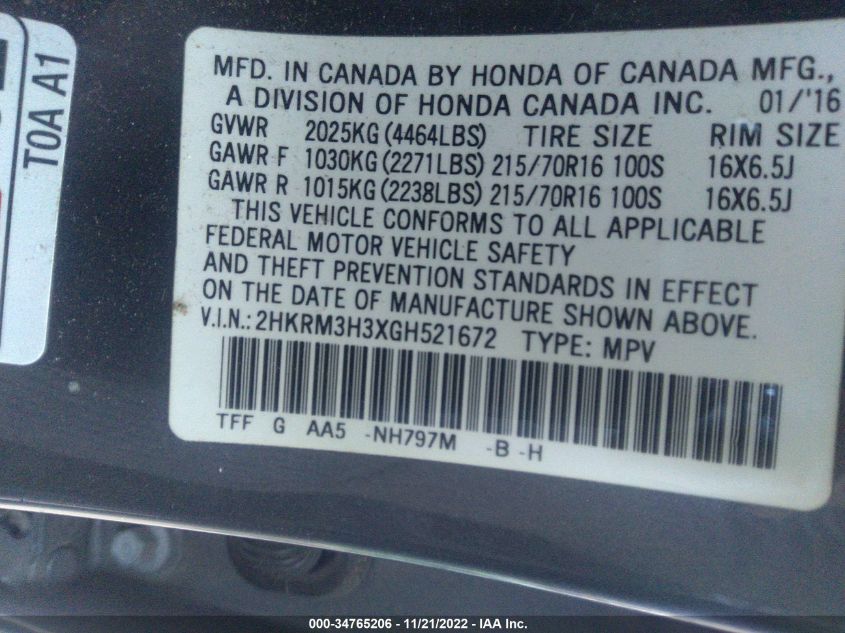 MFD. IN CANADA BY HONDA OF CANADA MFG.,
A DIVISION OF HONDA CANADA INC. 01/'16
GVWR 2025KG (4464LBS) TIRE SIZE RIM SIZE
GAWR F 1030KG (2271LBS) 215/70R16 100S 16X6.5J
GAWR R 1015KG (2238LBS) 215/70R16 100S 16X6.5J
THIS VEHICLE CONFORMS TO ALL APPLICABLE
FEDERAL MOTOR VEHICLE SAFETY
AND THEFT PREVENTION STANDARDS IN EFFECT
ON THE DATE OF MANUFACTURE SHOWN ABOVE.
V.I.N.: 2HKRM3H3XGH521672 TYPE: MPV
TFF G AA5 -NH797M -B -H
T0A A1
000-34765206 - 11/21/2022 - IAA Inc.